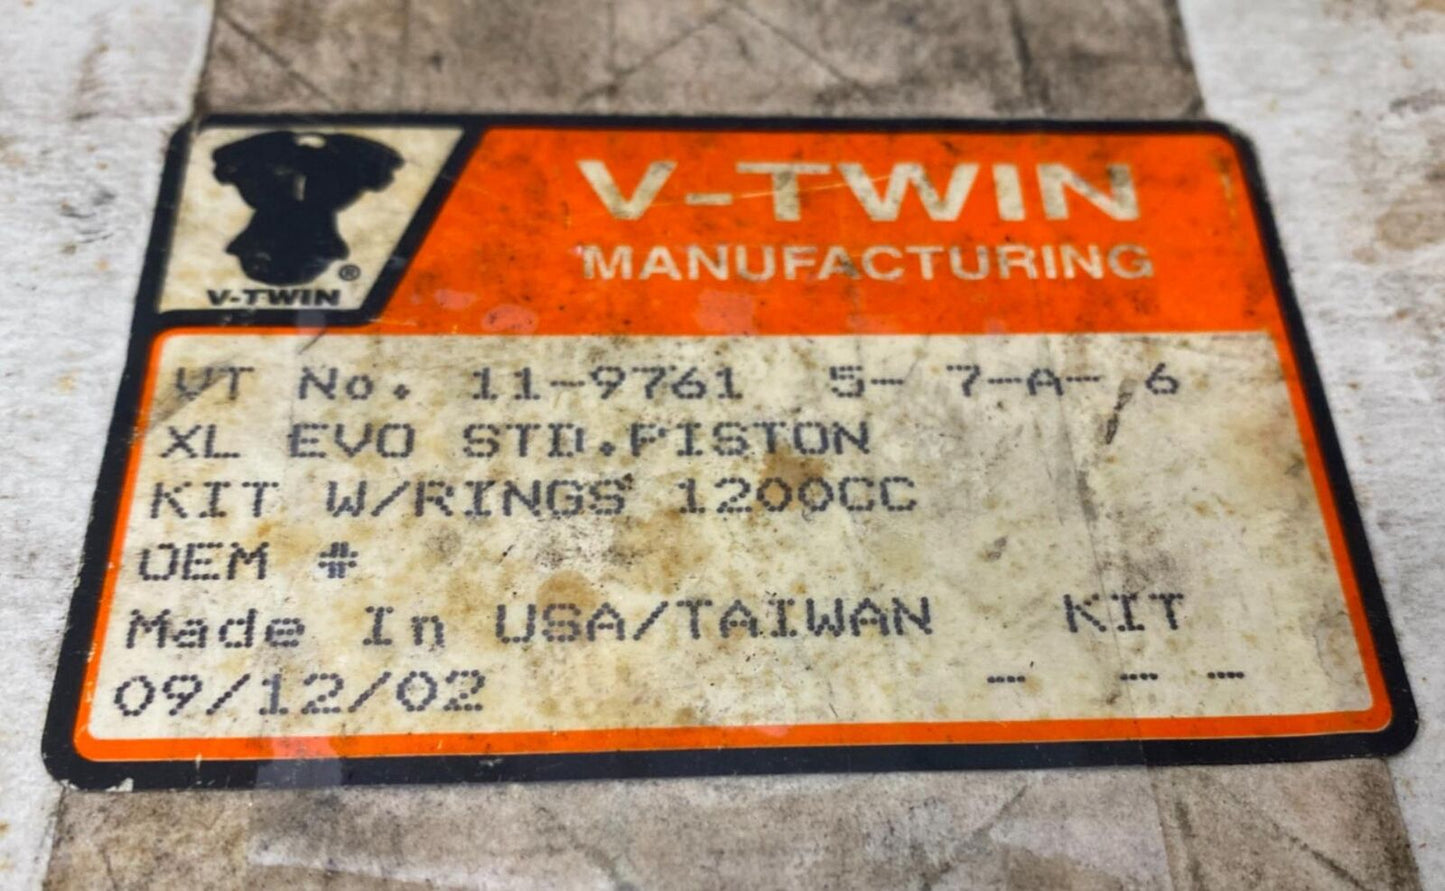 V-TWIN
MANUFACTURING
®
V-TWIN
VT No. 11-9761 5- 7-A- 6
XL EVO STD.PISTON
KIT W/RINGS 1200CC
OEM #
Made In USA/TAIWAN KIT
09/12/02 - - -